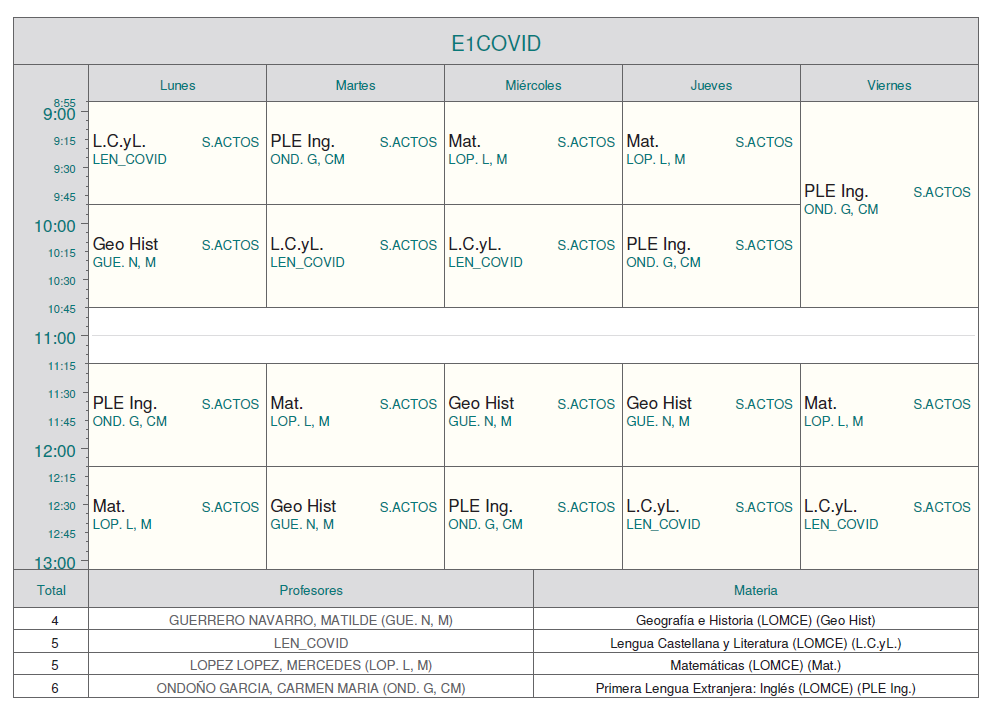 E1COVID
Lunes Martes Miércoles Jueves Viernes
8:55
9:00
9:15
9:30
9:45
10:00
10:15
10:30
10:45
11:00
11:15
11:30
11:45
12:00
12:15
12:30
12:45
13:00
L.C.yL. S.ACTOS PLE Ing. S.ACTOS Mat. S.ACTOS Mat. S.ACTOS
LEN_COVID OND. G, CM LOP. L, M LOP. L, M
PLE Ing. S.ACTOS
OND. G, CM
Geo Hist S.ACTOS L.C.yL. S.ACTOS L.C.yL. S.ACTOS PLE Ing. S.ACTOS
GUE. N, M LEN_COVID LEN_COVID OND. G, CM
PLE Ing. S.ACTOS Mat. S.ACTOS Geo Hist S.ACTOS Geo Hist S.ACTOS Mat. S.ACTOS
OND. G, CM LOP. L, M GUE. N, M GUE. N, M LOP. L, M
Mat. S.ACTOS Geo Hist S.ACTOS PLE Ing. S.ACTOS L.C.yL. S.ACTOS L.C.yL. S.ACTOS
LOP. L, M GUE. N, M OND. G, CM LEN_COVID LEN_COVID
Total Profesores Materia
4 GUERRERO NAVARRO, MATILDE (GUE. N, M) Geografía e Historia (LOMCE) (Geo Hist)
5 LEN_COVID Lengua Castellana y Literatura (LOMCE) (L.C.yL.)
5 LOPEZ LOPEZ, MERCEDES (LOP. L, M) Matemáticas (LOMCE) (Mat.)
6 ONDOÑO GARCIA, CARMEN MARIA (OND. G, CM) Primera Lengua Extranjera: Inglés (LOMCE) (PLE Ing.)